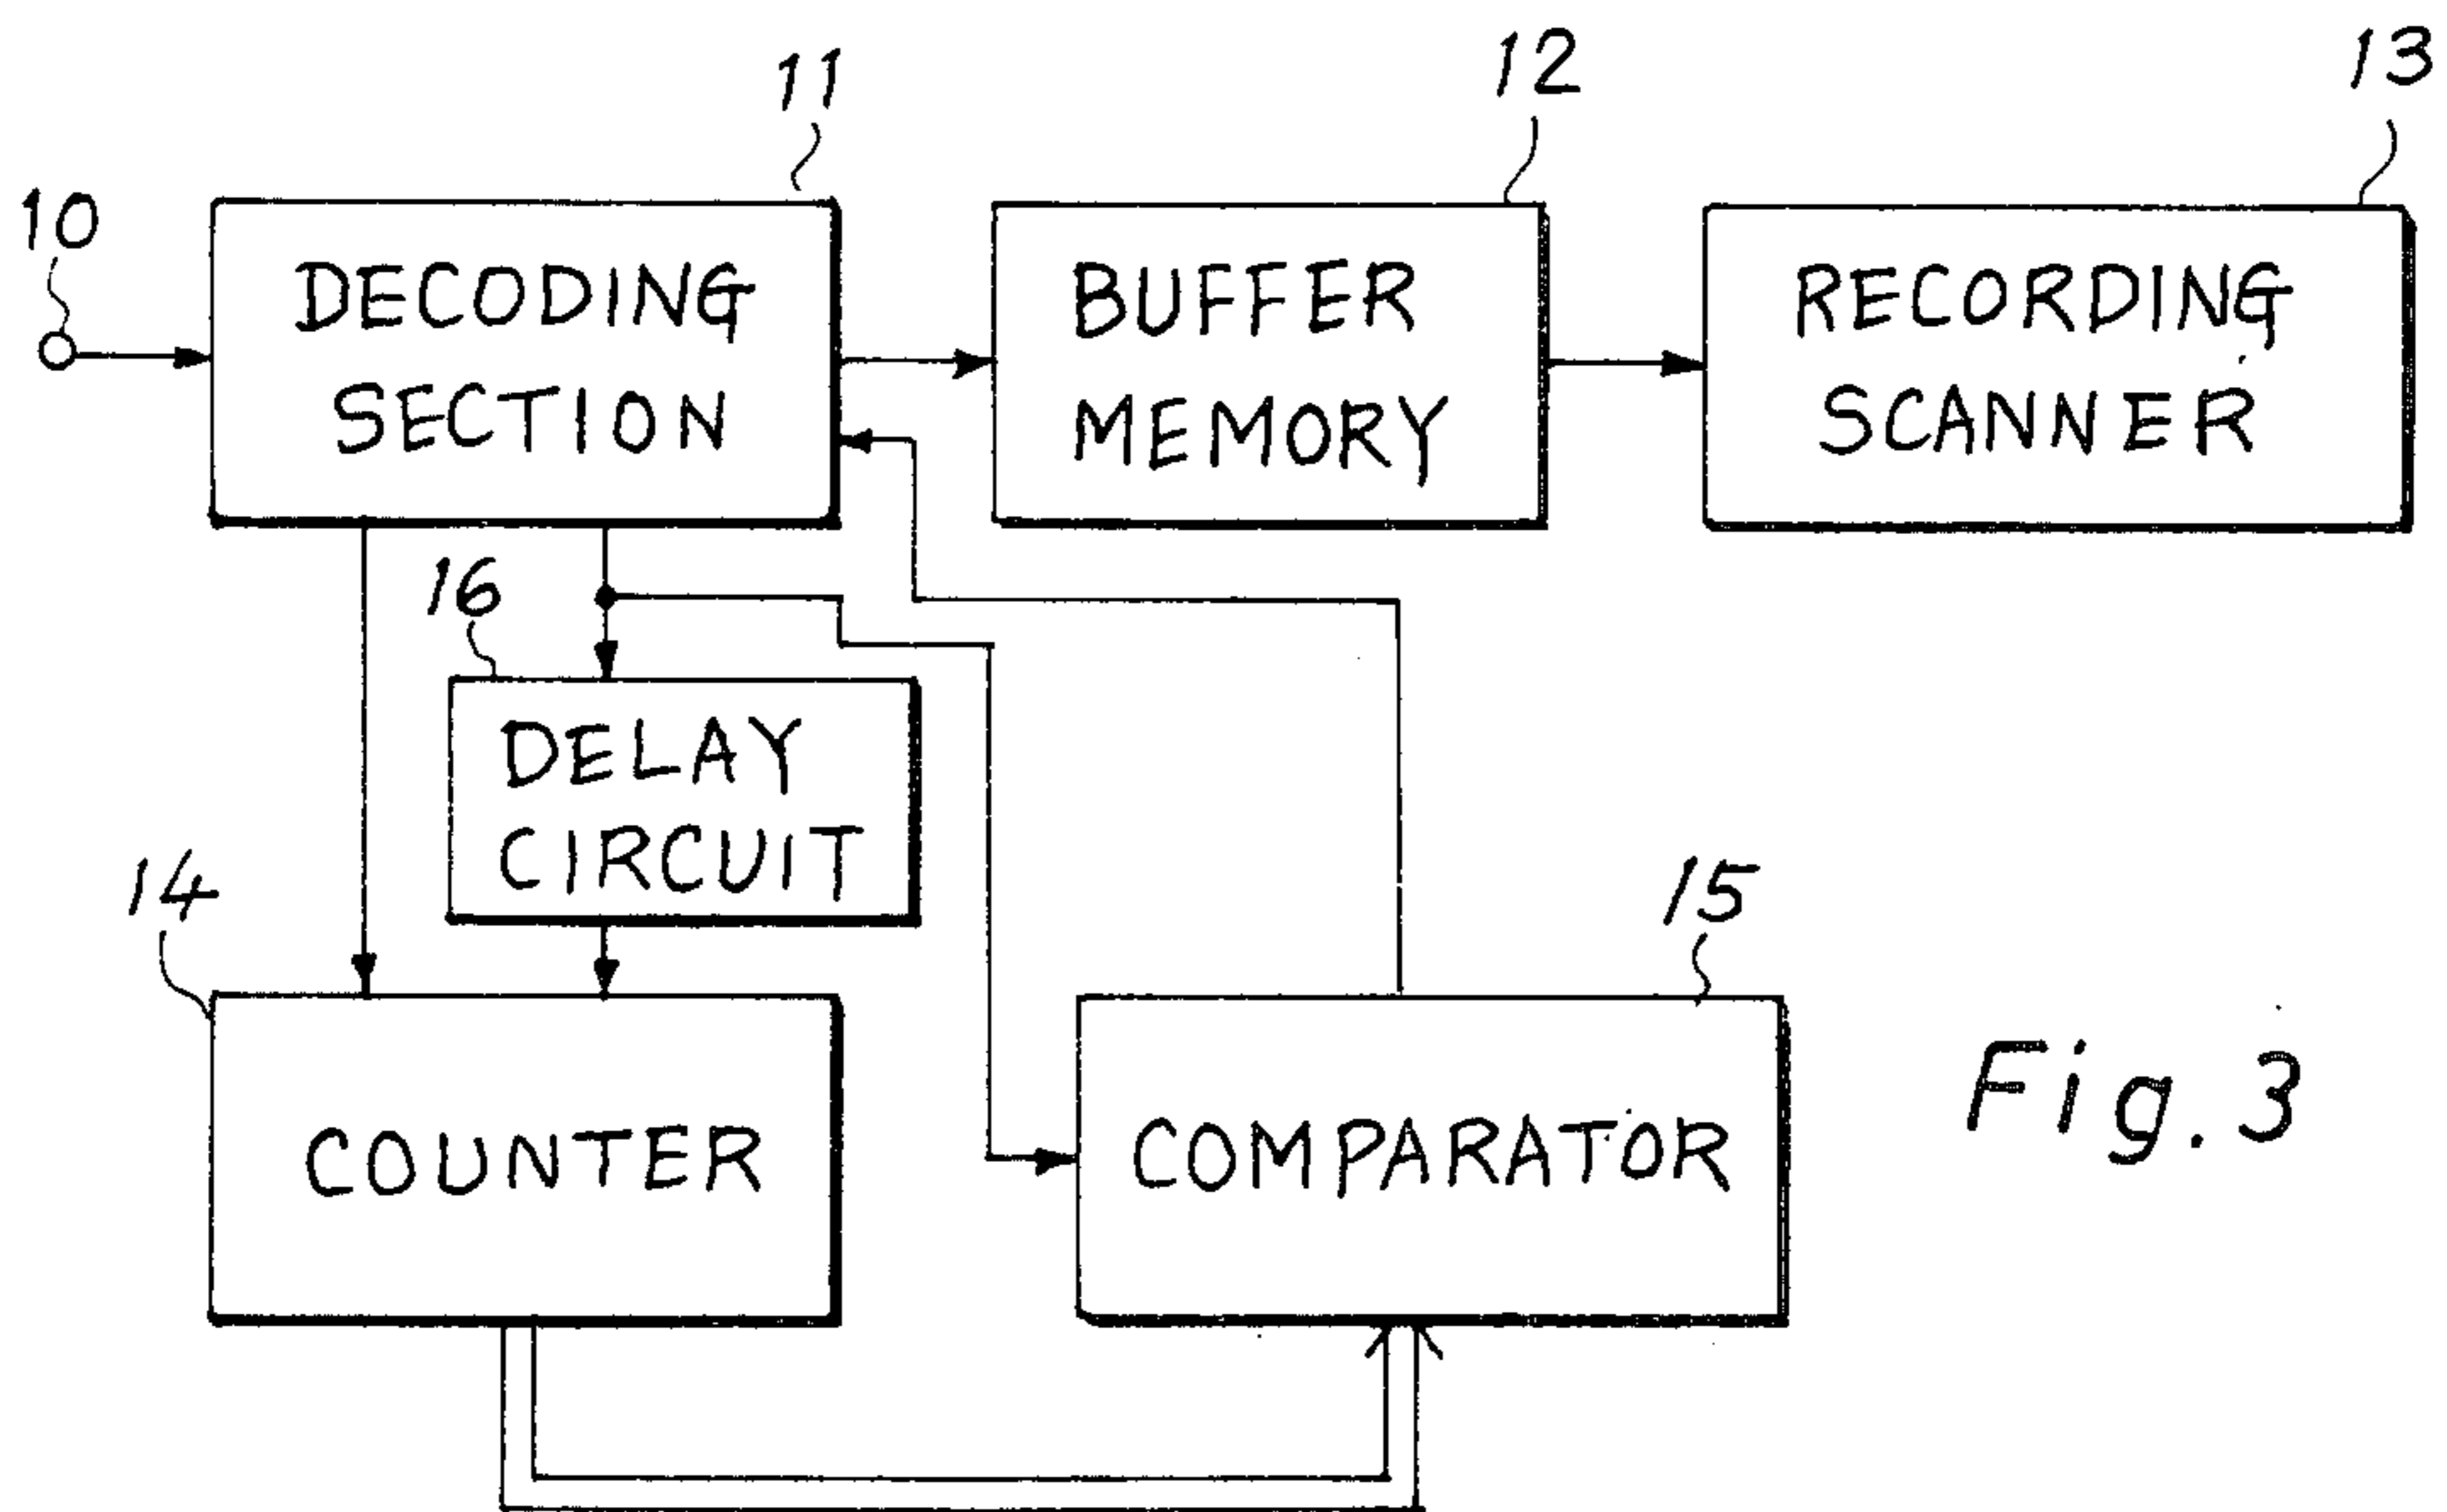 10
11
12
13
DECODING
SECTION
BUFFER
MEMORY
RECORDING
SCANNER
16
DELAY
CIRCUIT
14
15
COUNTER
COMPARATOR
Fig. 3